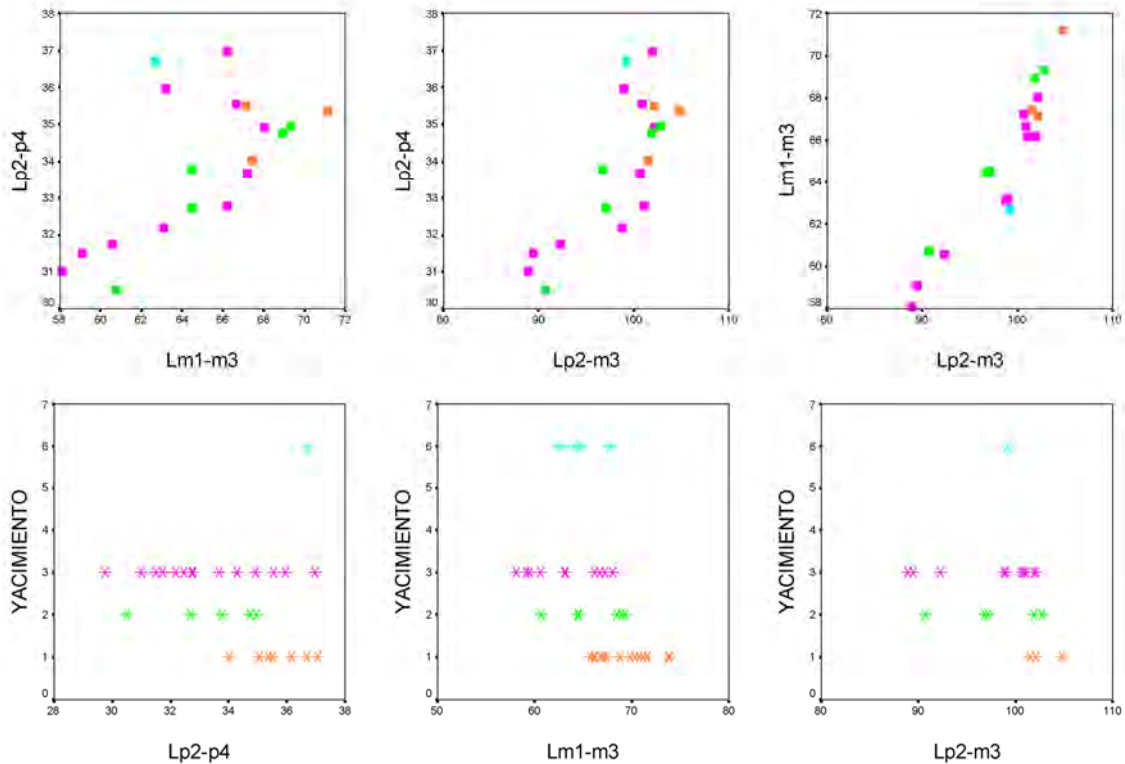 38
37
36
35
34
33
32
31
30
Lp2-p4
58 60 62 64 66 68 70 72
Lm1-m3
38
37
36
35
34
33
32
31
30
Lp2-p4
80 90 100 110
Lp2-m3
72
70
68
66
64
62
60
58
Lm1-m3
80 90 100 110
Lp2-m3
7
6
5
4
3
2
1
0
YACIMIENTO
28 30 32 34 36 38
Lp2-p4
7
6
5
4
3
2
1
0
YACIMIENTO
50 60 70 80
Lm1-m3
7
6
5
4
3
2
1
0
YACIMIENTO
80 90 100 110
Lp2-m3